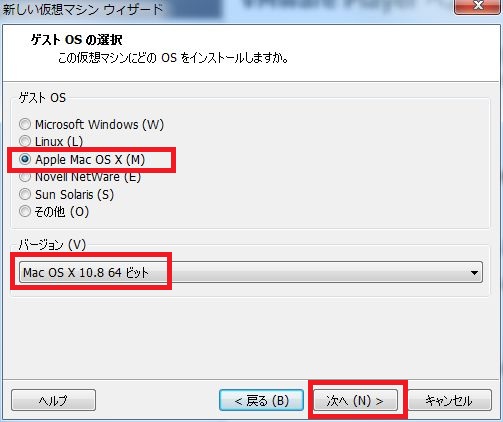 VMware Player へ
新しい仮想マシン ウィザード
ゲスト OS の選択
この仮想マシンにどの OS をインストールしますか。
ゲスト OS
Microsoft Windows (W)
Linux (L)
Apple Mac OS X (M)
Novell NetWare (E)
Sun Solaris (S)
その他 (O)
バージョン (V)
Mac OS X 10.8 64 ビット
ヘルプ
< 戻る (B)
次へ (N) >
キャンセル